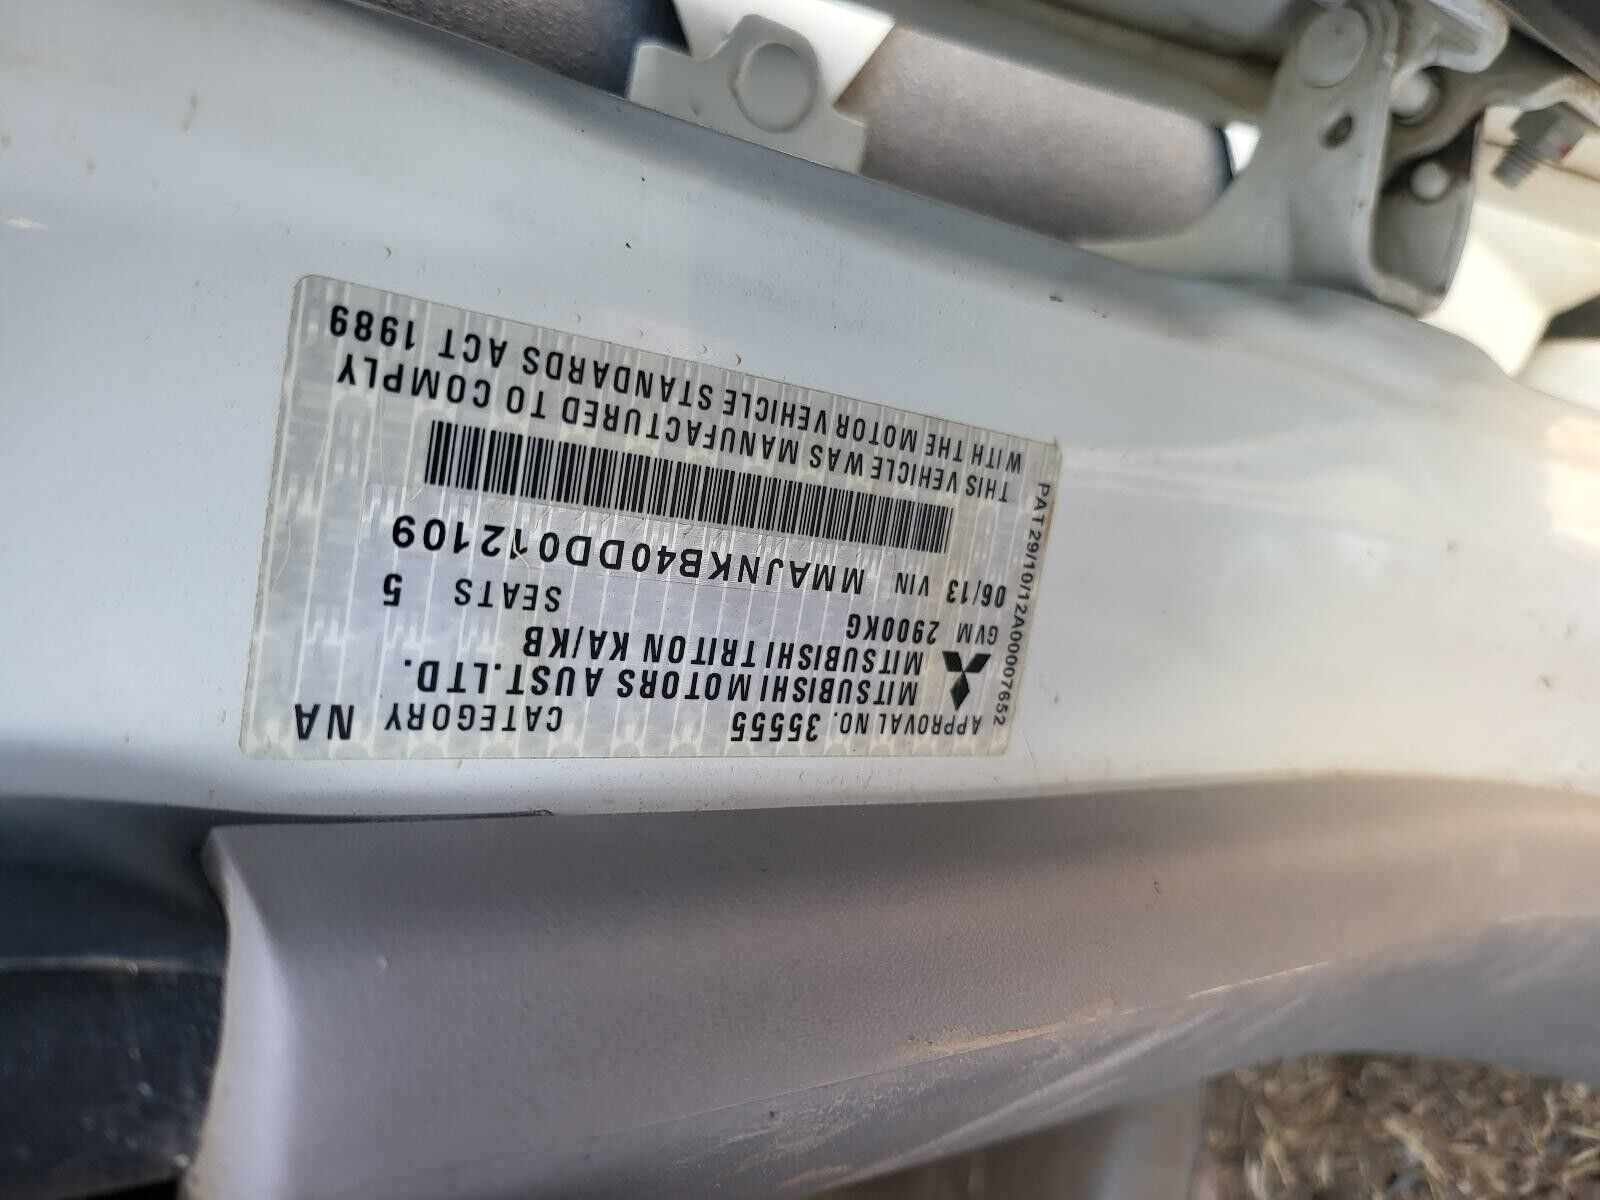 APPROVAL NO. 35555 CATEGORY NA
MITSUBISHI MOTORS AUST.LTD.
MITSUBISHI TRITON KA/KB
GVM 2900KG SEATS 5
06/13 VIN MMAJNKB40DD012109
THIS VEHICLE WAS MANUFACTURED TO COMPLY
WITH THE MOTOR VEHICLE STANDARDS ACT 1989
PAT29/10/12A00007652